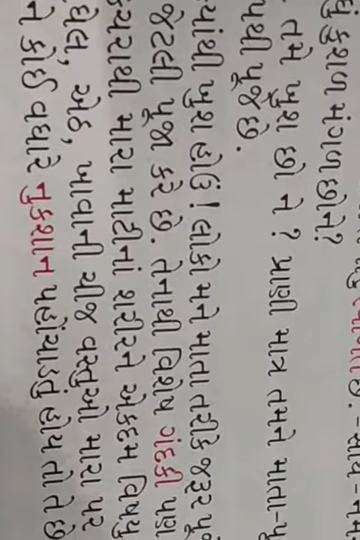 છું કુશળ મંગળ છોને?
તમે ખુશ છો ને? પ્રાણી માત્ર તમને માતા-પૂ
પથી પૂજે છે.
ક્યાંથી ખુશ હોઉં! લોકો મને માતા તરીકે જરૂર પૂ
જેટલી પૂજા કરે છે. તેનાથી વિશેષ ગંદકી પણ
કચરાથી મારા માટીનાં શરીરને એકદમ વિષયુ
એઠ, ખાવાની ચીજ વસ્તુઓ મારા પર
ને કોઈ વધારે નુકશાન પહોંચાડતું હોય તો તે છે